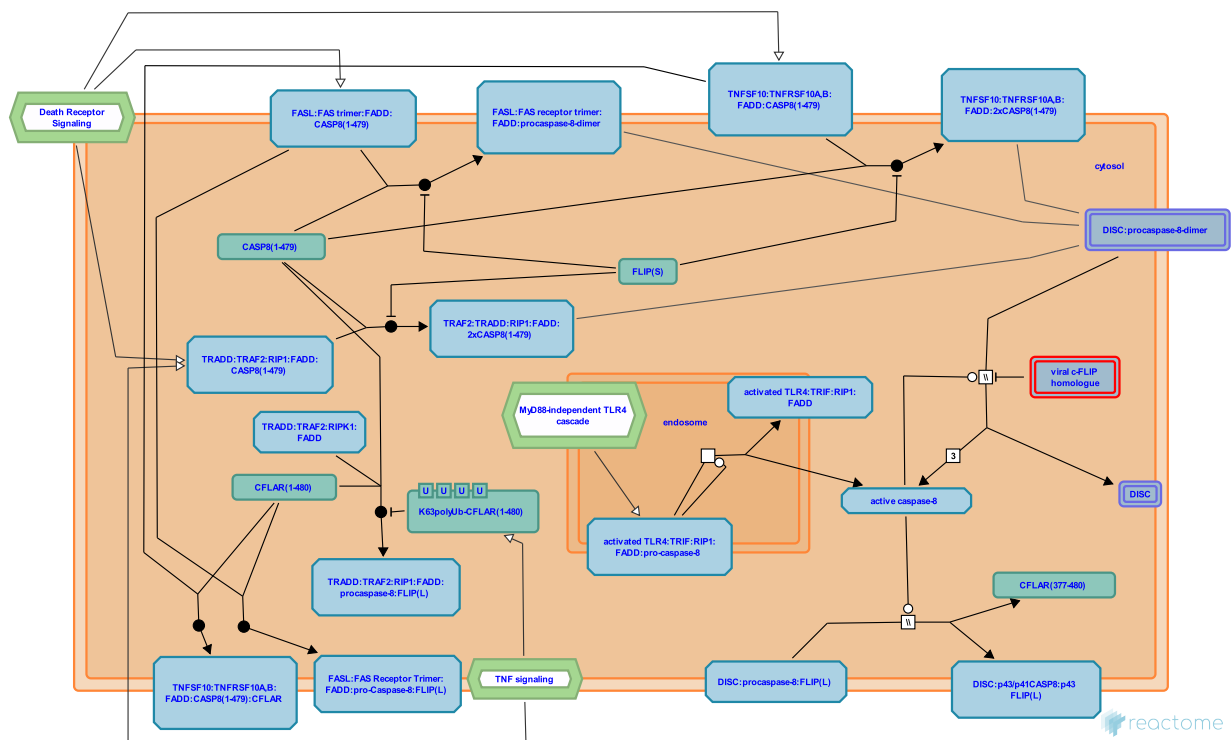 Death Receptor
Signaling
FASL:FAS trimer:FADD:
CASP8(1-479)
FASL:FAS receptor trimer:
FADD:procaspase-8-dimer
TNFSF10:TNFRSF10A,B:
FADD:CASP8(1-479)
TNFSF10:TNFRSF10A,B:
FADD:2xCASP8(1-479)
cytosol
CASP8(1-479)
FLIP(S)
DISC:procaspase-8-dimer
TRADD:TRAF2:RIP1:FADD:
CASP8(1-479)
TRAF2:TRADD:RIP1:FADD:
2xCASP8(1-479)
viral c-FLIP
homologue
\\
MyD88-independent TLR4
cascade
endosome
activated TLR4:TRIF:RIP1:
FADD
TRADD:TRAF2:RIPK1:
FADD
3
CFLAR(1-480)
U U U U
K63polyUb-CFLAR(1-480)
active caspase-8
DISC
activated TLR4:TRIF:RIP1:
FADD:pro-caspase-8
TRADD:TRAF2:RIP1:FADD:
procaspase-8:FLIP(L)
CFLAR(377-480)
\\
TNFSF10:TNFRSF10A,B:
FADD:CASP8(1-479):CFLAR
FASL:FAS Receptor Trimer:
FADD:pro-Caspase-8:FLIP(L)
TNF signaling
DISC:procaspase-8:FLIP(L)
DISC:p43/p41CASP8:p43
FLIP(L)
reactome